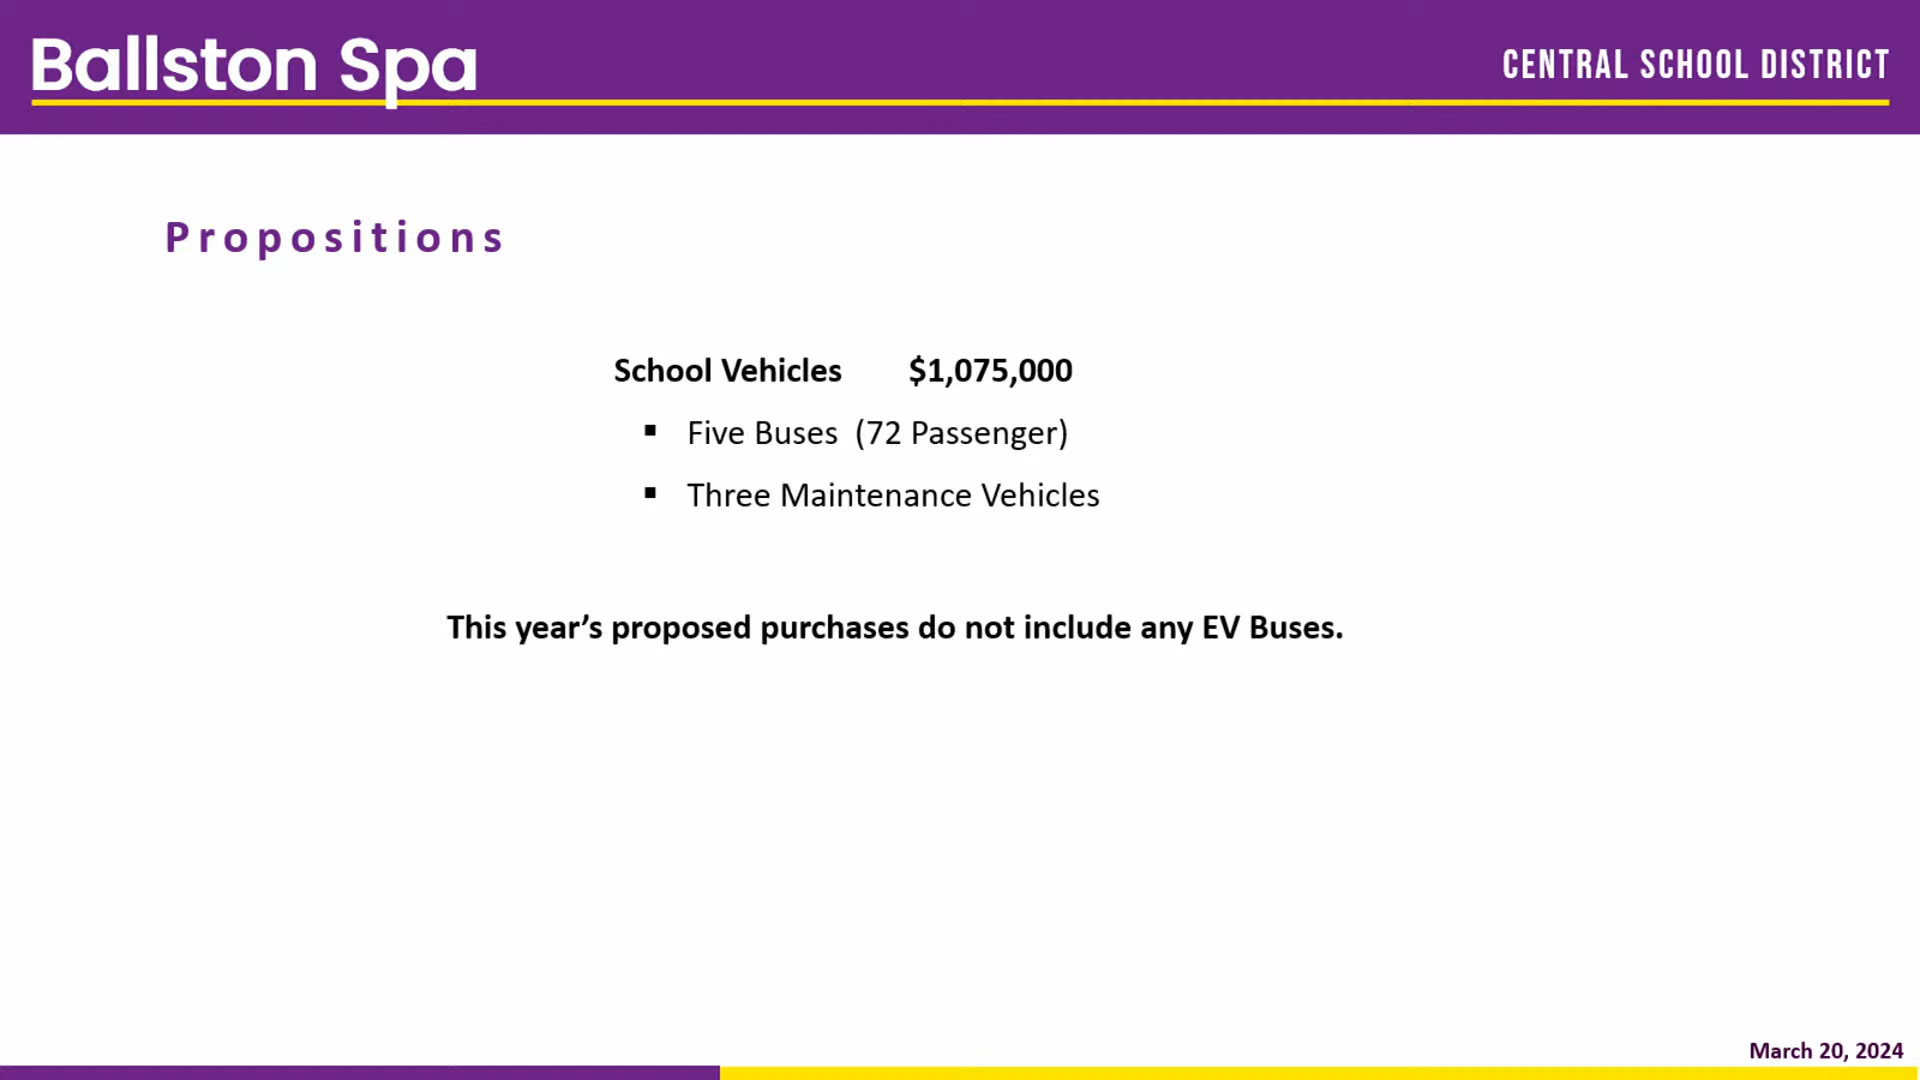 Ballston Spa
CENTRAL SCHOOL DISTRICT
Propositions
School Vehicles $1,075,000
▪ Five Buses (72 Passenger)
▪ Three Maintenance Vehicles
This year’s proposed purchases do not include any EV Buses.
March 20, 2024